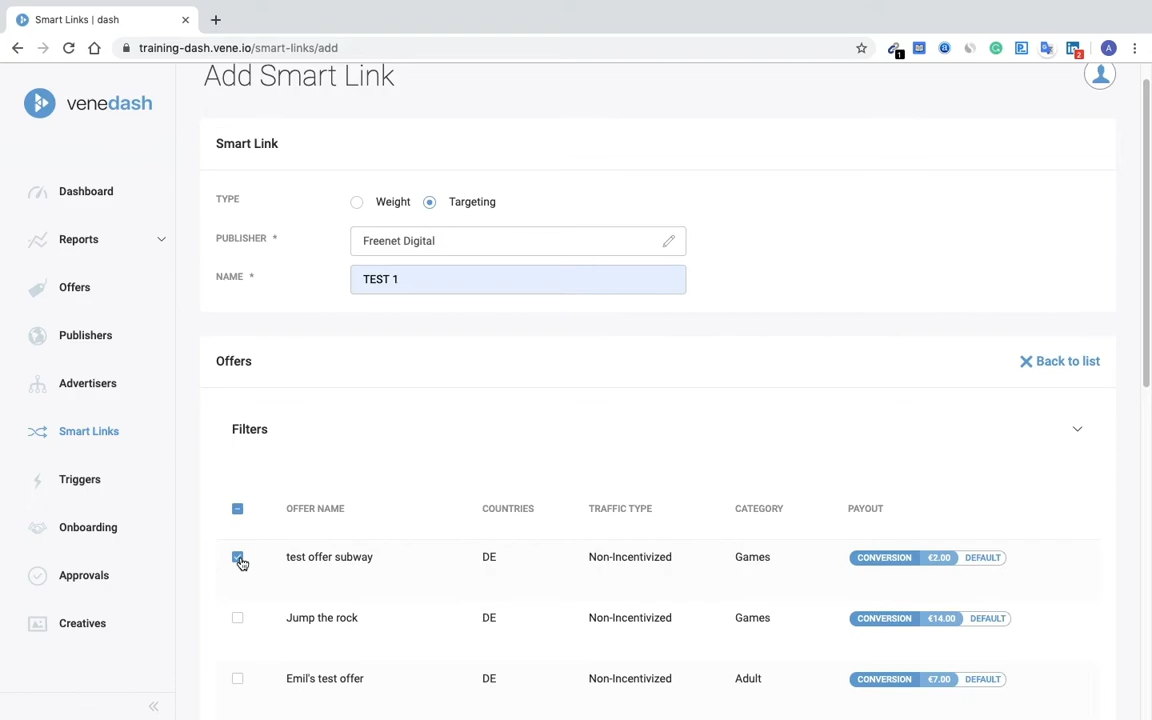 Smart Links | dash
training-dash.vene.io/smart-links/add
1
2
A
venedash
Dashboard
Reports
Offers
Publishers
Advertisers
Smart Links
Triggers
Onboarding
Approvals
Creatives
Add Smart Link
Smart Link
TYPE Weight Targeting
PUBLISHER * Freenet Digital
NAME * TEST 1
Offers Back to list
Filters
OFFER NAME COUNTRIES TRAFFIC TYPE CATEGORY PAYOUT
test offer subway DE Non-Incentivized Games CONVERSION €2.00 DEFAULT
Jump the rock DE Non-Incentivized Games CONVERSION €14.00 DEFAULT
Emil's test offer DE Non-Incentivized Adult CONVERSION €7.00 DEFAULT